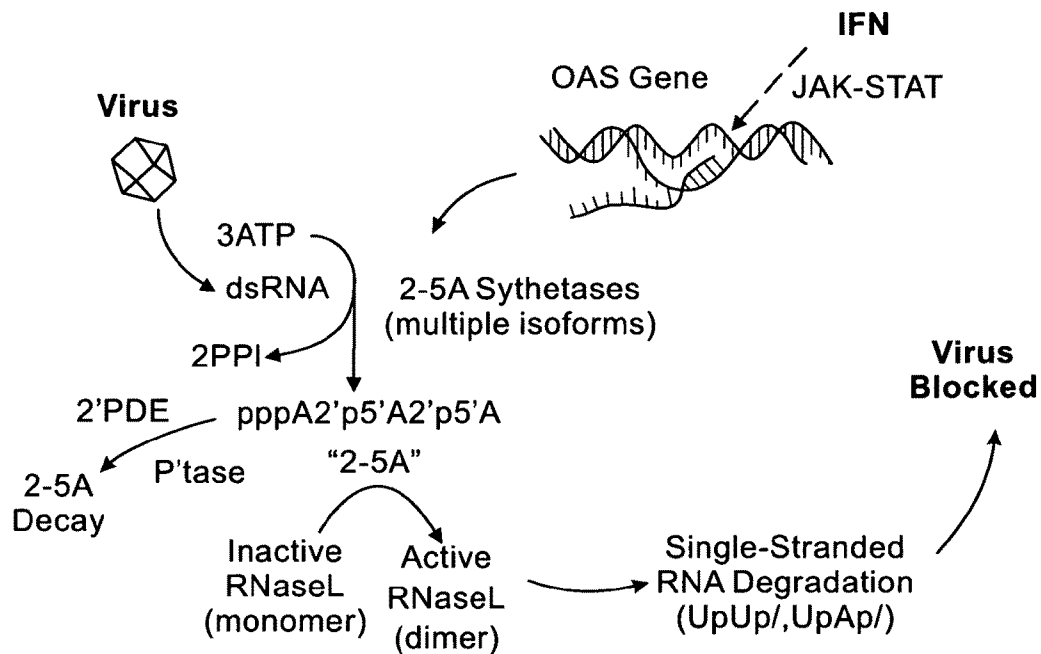 IFN
OAS Gene
JAK-STAT
Virus
3ATP
dsRNA
2-5A Sythetases
(multiple isoforms)
2PPI
Virus
Blocked
2'PDE
pppA2'p5'A2'p5'A
P'tase
"2-5A"
2-5A
Decay
Inactive
RNaseL
(monomer)
Active
RNaseL
(dimer)
Single-Stranded
RNA Degradation
(UpUp/,UpAp/)